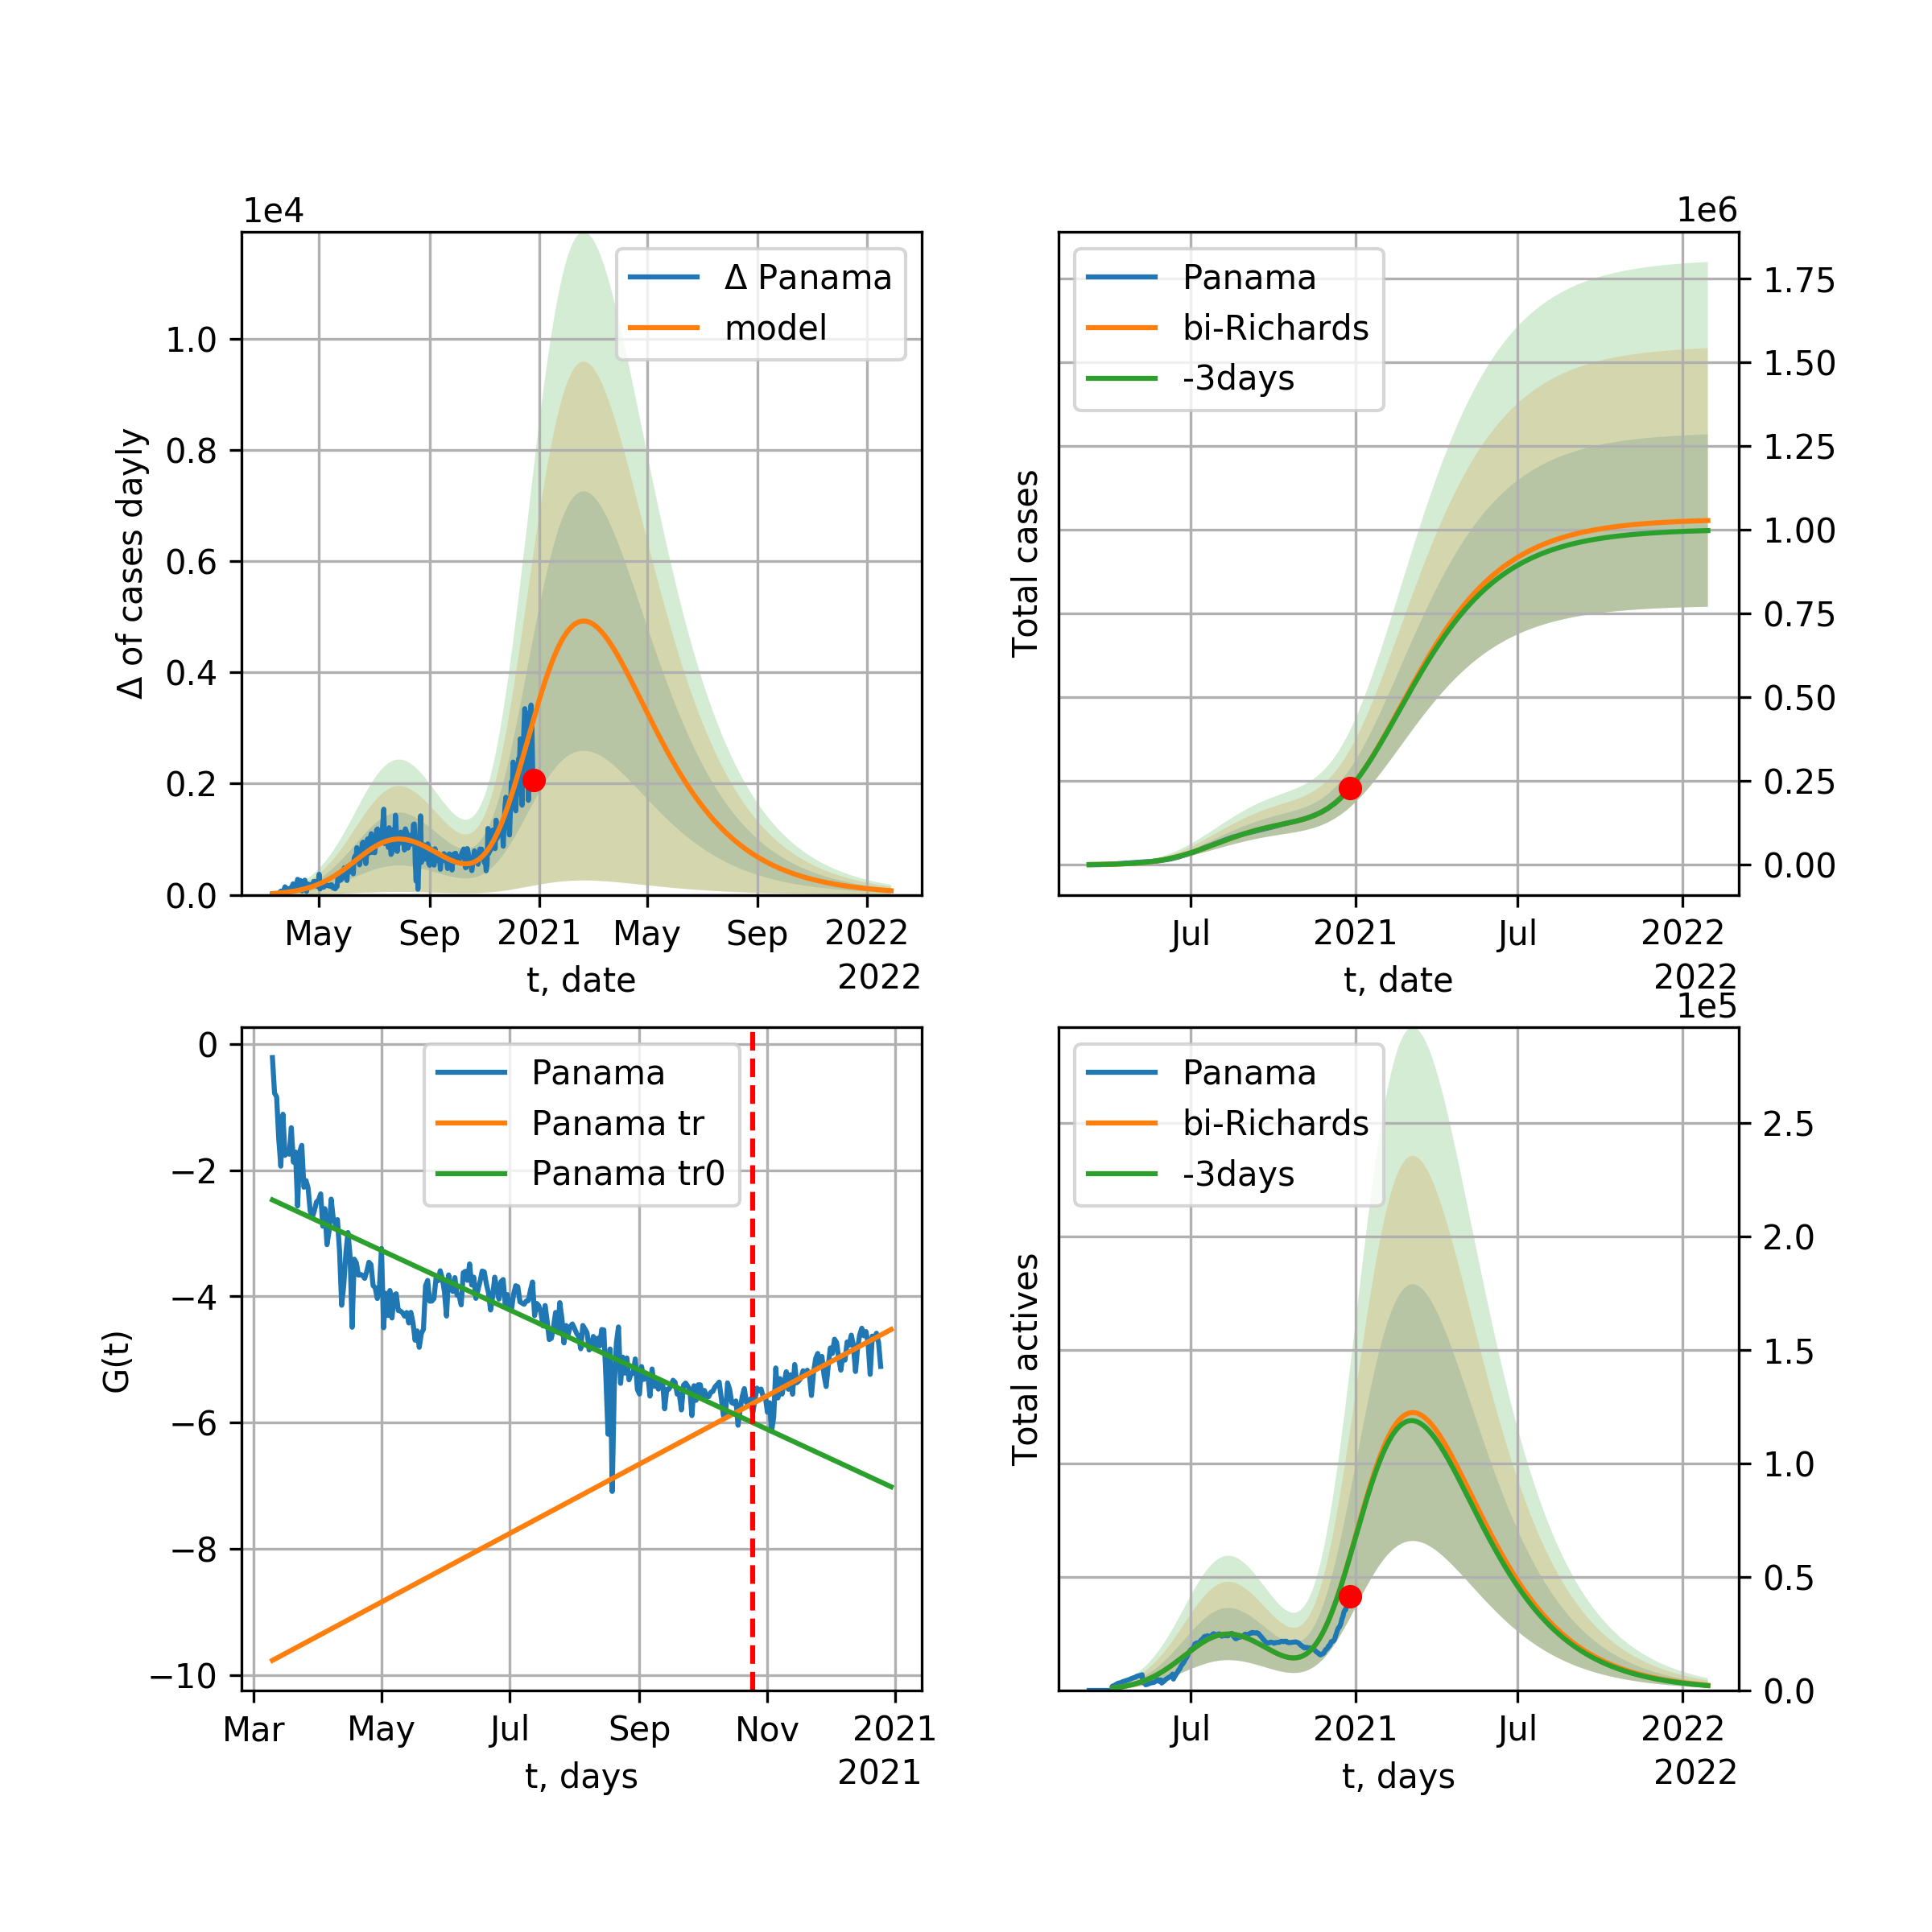 1e4
Δ of cases dayly
1.0
0.8
0.6
0.4
0.2
0.0
Δ Panama
model
May Sep 2021 May Sep 2022
t, date
2022
1e6
Total cases
Panama
bi-Richards
-3days
1.75
1.50
1.25
1.00
0.75
0.50
0.25
0.00
Jul 2021 Jul 2022
t, date
2022
G(t)
0
−2
−4
−6
−8
−10
Panama
Panama tr
Panama tr0
Mar May Jul Sep Nov 2021
t, days
2021
1e5
Total actives
Panama
bi-Richards
-3days
2.5
2.0
1.5
1.0
0.5
0.0
Jul 2021 Jul 2022
t, days
2022